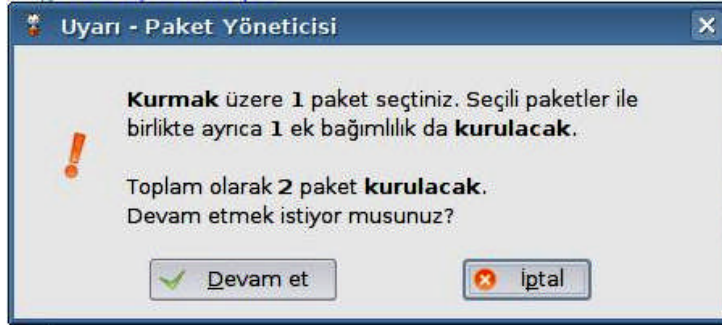 Uyarı - Paket Yöneticisi
Kurmak üzere 1 paket seçtiniz. Seçili paketler ile
birlikte ayrıca 1 ek bağımlılık da kurulacak.
Toplam olarak 2 paket kurulacak.
Devam etmek istiyor musunuz?
Devam et
İptal